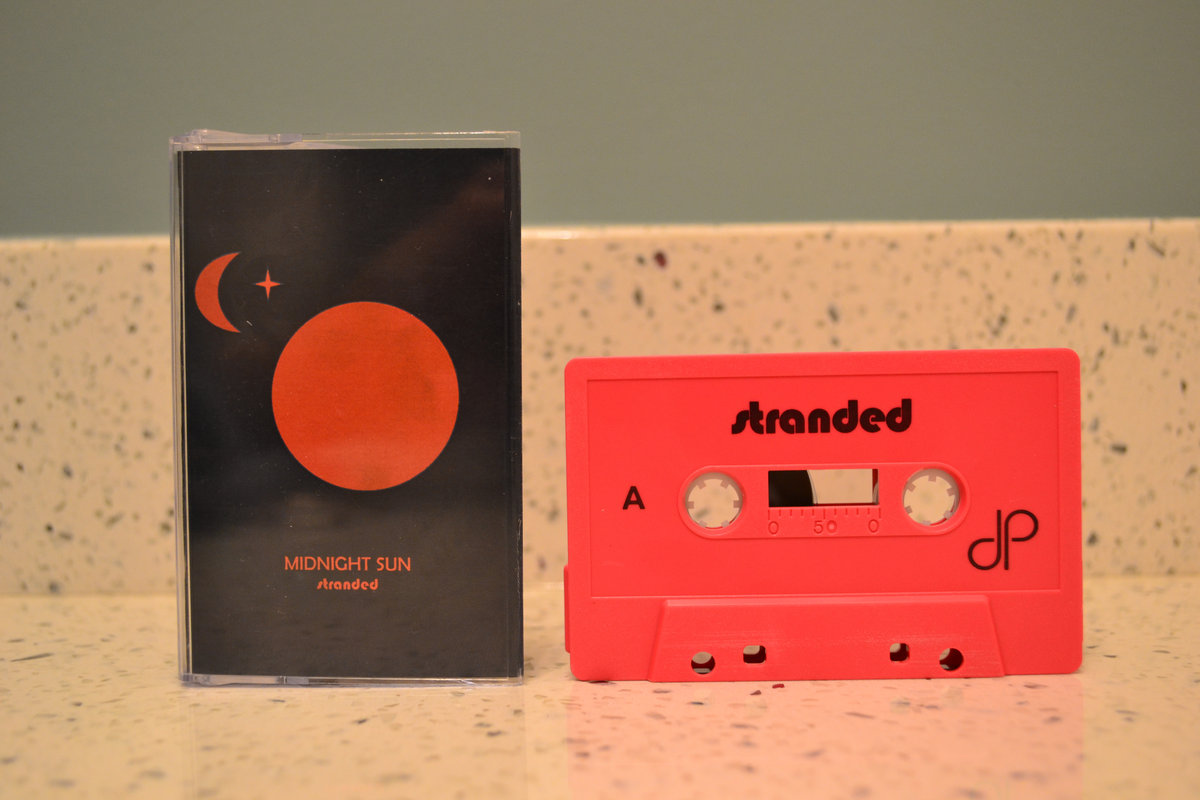 MIDNIGHT SUN
stranded
stranded
A
0 50 0
dp